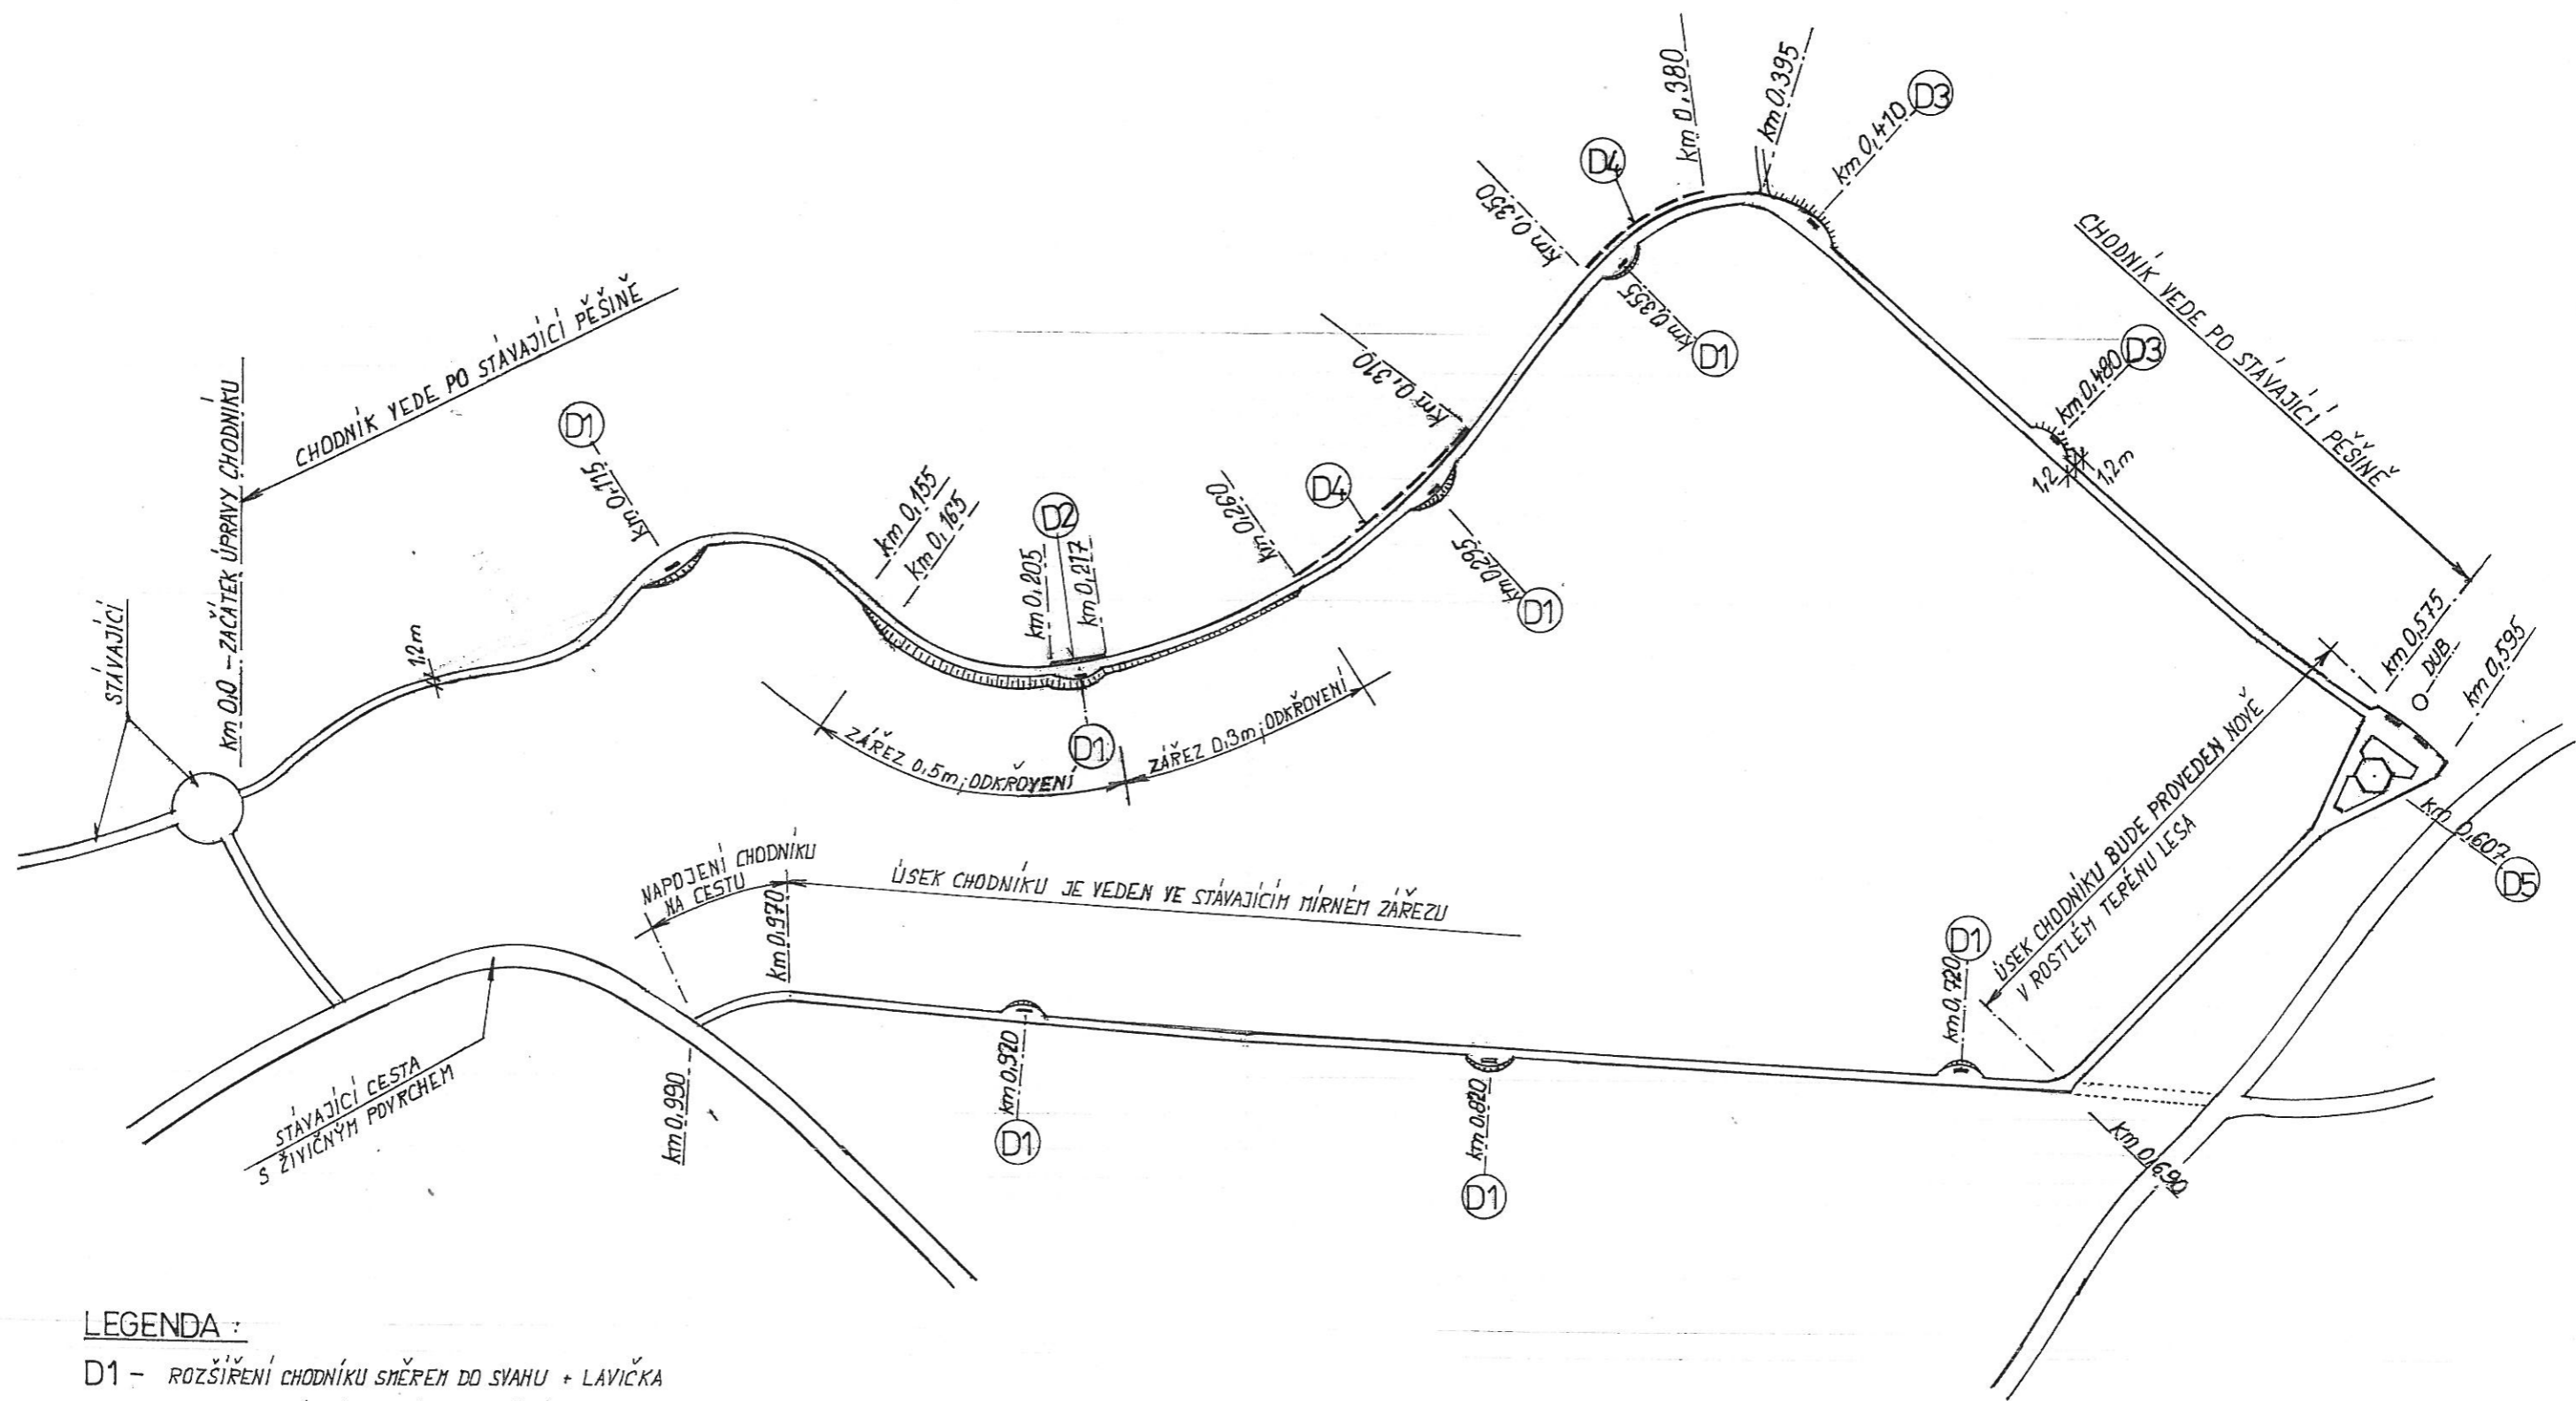 STÁVAJÍCÍ
km 0,0 - ZAČÁTEK ÚPRAVY CHODNÍKU
CHODNÍK VEDE PO STÁVAJÍCÍ PĚŠINĚ
1,2m
D1
km 0,115
km 0,155
km 0,165
D2
km 0,205
km 0,217
D1
ZÁŘEZ 0,5m; ODKŘOVENÍ
ZÁŘEZ 0,3m; ODKŘOVENÍ
km 0,260
D4
km 0,310
km 0,295
D1
km 0,350
D4
km 0,355
D1
km 0,380
km 0,395
km 0,410
D3
CHODNÍK VEDE PO STÁVAJÍCÍ PĚŠINĚ
km 0,480
D3
1,2
1,2m
km 0,575
DUB
km 0,595
km 0,607
D5
ÚSEK CHODNÍKU BUDE PROVEDEN NOVĚ
V ROSTLÉM TERÉNU LESA
km 0,690
D1
km 0,720
km 0,820
D1
km 0,920
D1
ÚSEK CHODNÍKU JE VEDEN VE STÁVAJÍCÍM MÍRNÉM ZÁŘEZU
NAPOJENÍ CHODNÍKU
NA CESTU
km 0,970
km 0,990
STÁVAJÍCÍ CESTA
S ŽIVIČNÝM POVRCHEM
LEGENDA :
D1 - ROZŠÍŘENÍ CHODNÍKU SMĚREM DO SVAHU + LAVIČKA